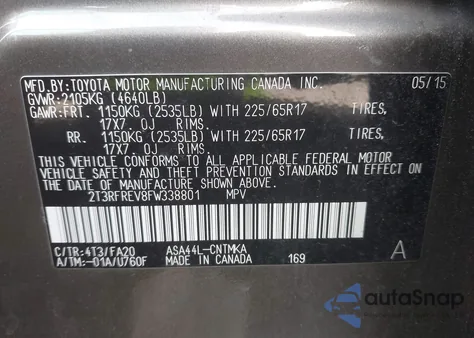 MFD.BY:TOYOTA MOTOR MANUFACTURING CANADA INC. 05/15
GVWR:2105KG (4640LB)
GAWR:FRT. 1150KG (2535LB) WITH 225/65R17 TIRES,
17X7.0J RIMS.
RR. 1150KG (2535LB) WITH 225/65R17 TIRES,
17X7.0J RIMS.
THIS VEHICLE CONFORMS TO ALL APPLICABLE FEDERAL MOTOR
VEHICLE SAFETY AND THEFT PREVENTION STANDARDS IN EFFECT
ON THE DATE OF MANUFACTURE SHOWN ABOVE.
2T3RFREV8FW338801 MPV
C/TR:4T3/FA20 ASA44L-CNTMKA A
A/TM:-01A/U760F MADE IN CANADA 169
autoSnap